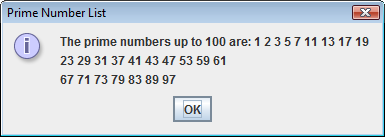 Prime Number List
The prime numbers up to 100 are: 1 2 3 5 7 11 13 17 19
23 29 31 37 41 43 47 53 59 61
67 71 73 79 83 89 97
OK